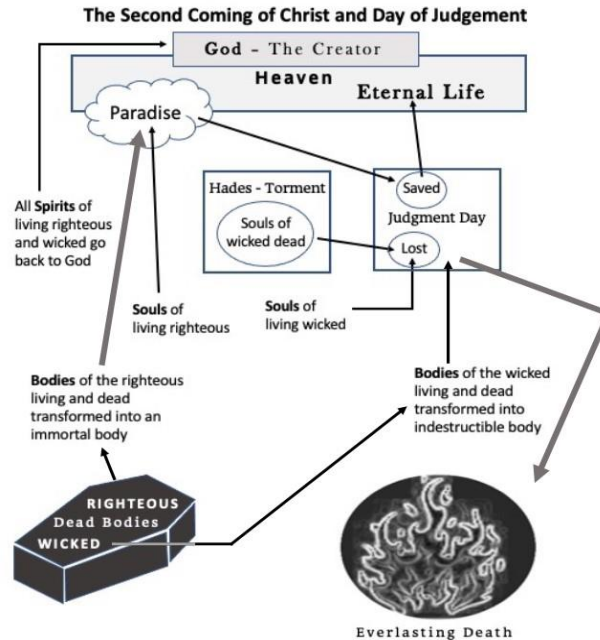 The Second Coming of Christ and Day of Judgement
God - The Creator
Heaven
Eternal Life
Paradise
All Spirits of
living righteous
and wicked go
back to God
Hades - Torment
Souls of
wicked dead
Saved
Judgment Day
Lost
Souls of
living righteous
Souls of
living wicked
Bodies of the righteous
living and dead
transformed into an
immortal body
Bodies of the wicked
living and dead
transformed into
indestructible body
RIGHTEOUS
Dead Bodies
WICKED
Everlasting Death